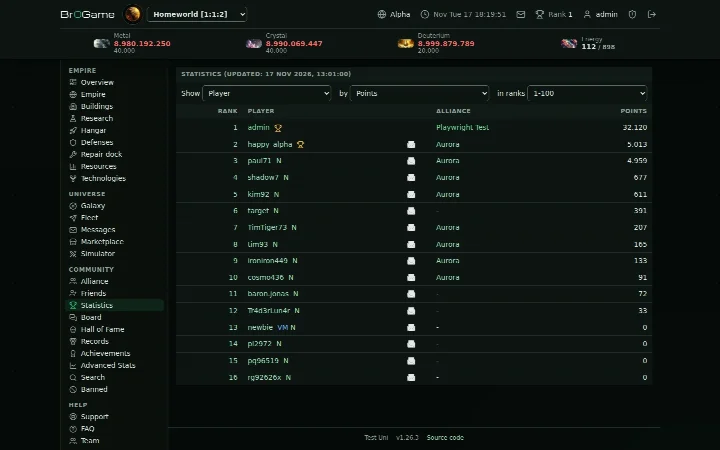 BrOGame
Homeworld [1:1:2]
Alpha
Nov Tue 17 18:19:51
Rank 1
admin
Metal
8.980.192.250
40.000
Crystal
8.990.069.447
40.000
Deuterium
8.999.879.789
20.000
Energy
112 / 898
EMPIRE
Overview
Empire
Buildings
Research
Hangar
Defenses
Repair dock
Resources
Technologies
UNIVERSE
Galaxy
Fleet
Messages
Marketplace
Simulator
COMMUNITY
Alliance
Friends
Statistics
Board
Hall of Fame
Records
Achievements
Advanced Stats
Search
Banned
HELP
Support
FAQ
Team
STATISTICS (UPDATED: 17 NOV 2026, 13:01:00)
Show Player by Points in ranks 1-100
RANK PLAYER ALLIANCE POINTS
1 admin Playwright Test 32.120
2 happy alpha Aurora 5.013
3 paul71 N Aurora 4.959
4 shadow7 N Aurora 677
5 kim92 N Aurora 611
6 target N - 391
7 TimTiger73 N Aurora 207
8 tim93 N Aurora 165
9 ironiron449 N Aurora 133
10 cosmo436 N Aurora 91
11 baron.jonas N - 72
12 Tr4d3rLun4r N - 33
13 newbie VM N - 0
14 pl2972 N - 0
15 pq96519 N - 0
16 rg92626x N - 0
Test Uni v1.26.3 Source code